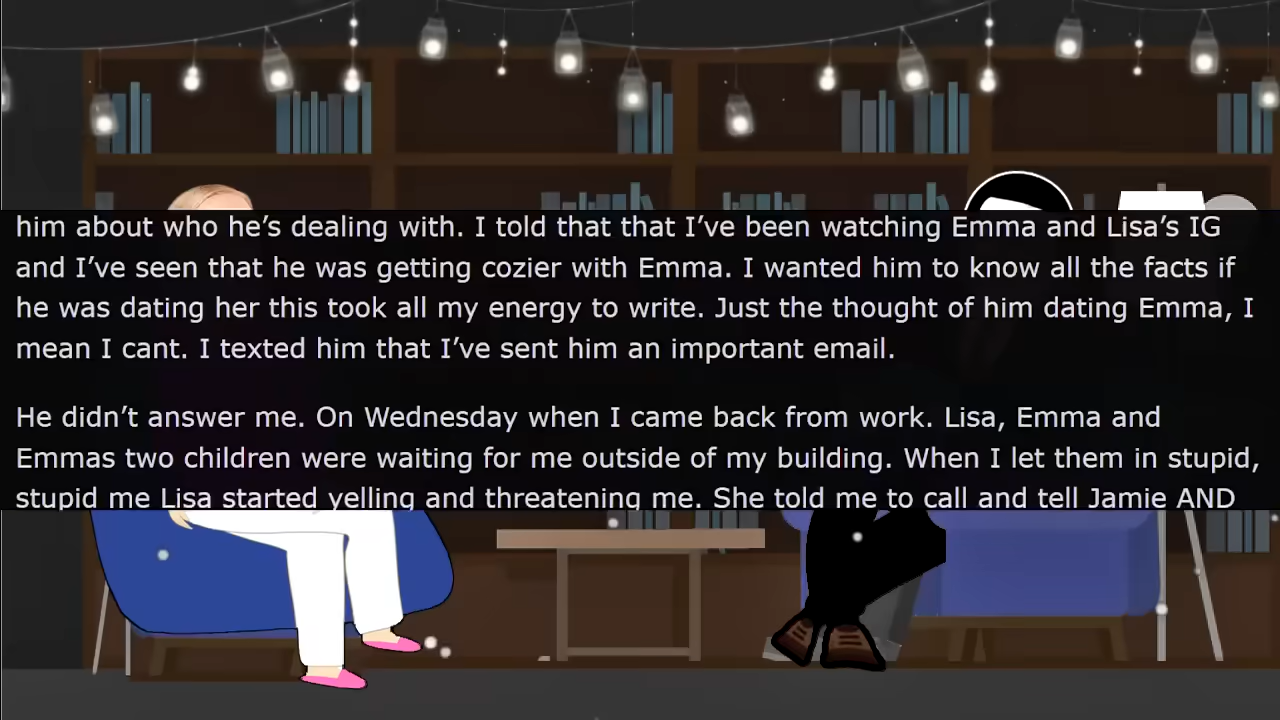 him about who he’s dealing with. I told that that I’ve been watching Emma and Lisa’s IG
and I’ve seen that he was getting cozier with Emma. I wanted him to know all the facts if
he was dating her this took all my energy to write. Just the thought of him dating Emma, I
mean I cant. I texted him that I’ve sent him an important email.
He didn’t answer me. On Wednesday when I came back from work. Lisa, Emma and
Emmas two children were waiting for me outside of my building. When I let them in stupid,
stupid me Lisa started yelling and threatening me. She told me to call and tell Jamie AND